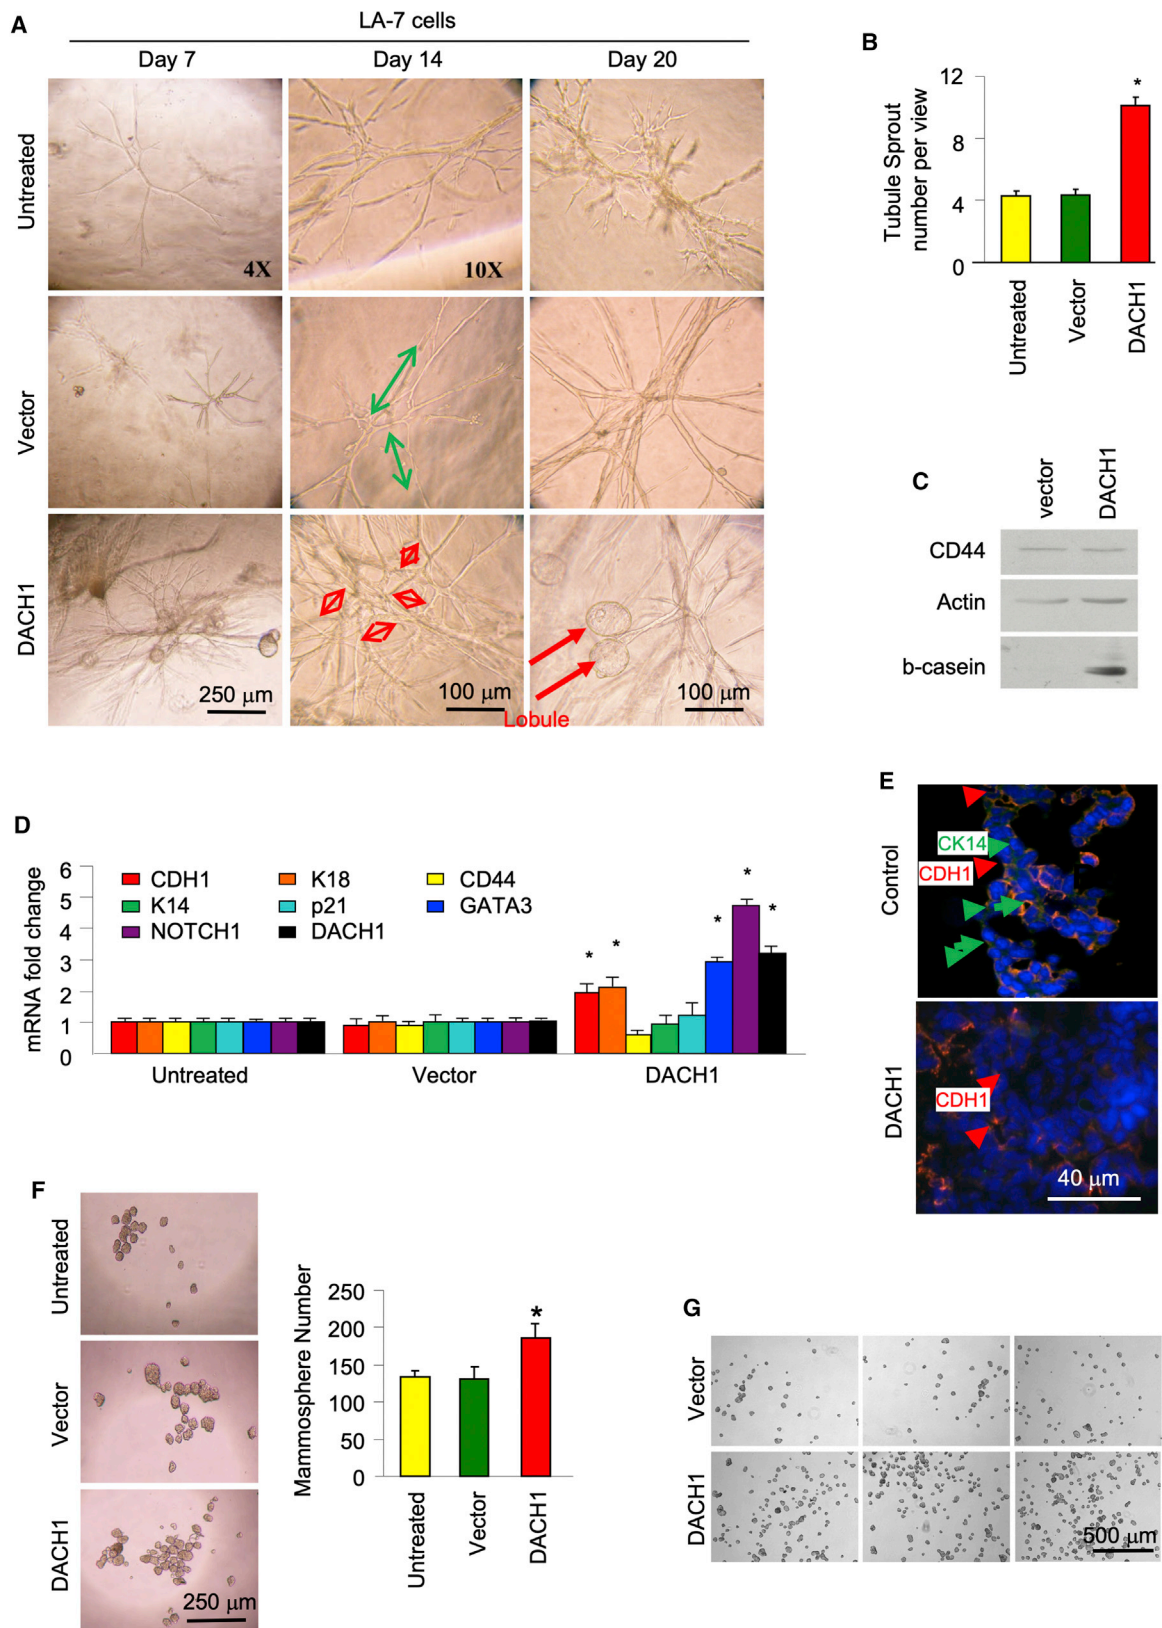 A
LA-7 cells
Day 7
Day 14
Day 20
Untreated
4X
10X
Vector
DACH1
250 μm
100 μm
100 μm
Lobule
B
Tubule Sprout
number per view
12
8
4
0
Untreated
Vector
DACH1
*
C
vector
DACH1
CD44
Actin
b-casein
D
mRNA fold change
6
5
4
3
2
1
0
CDH1
K18
CD44
K14
p21
GATA3
NOTCH1
DACH1
* * * * *
Untreated
Vector
DACH1
E
Control
CK14
CDH1
DACH1
CDH1
40 μm
F
Untreated
Vector
DACH1
250 μm
Mammosphere Number
250
200
150
100
50
0
*
Untreated
Vector
DACH1
G
Vector
DACH1
500 μm